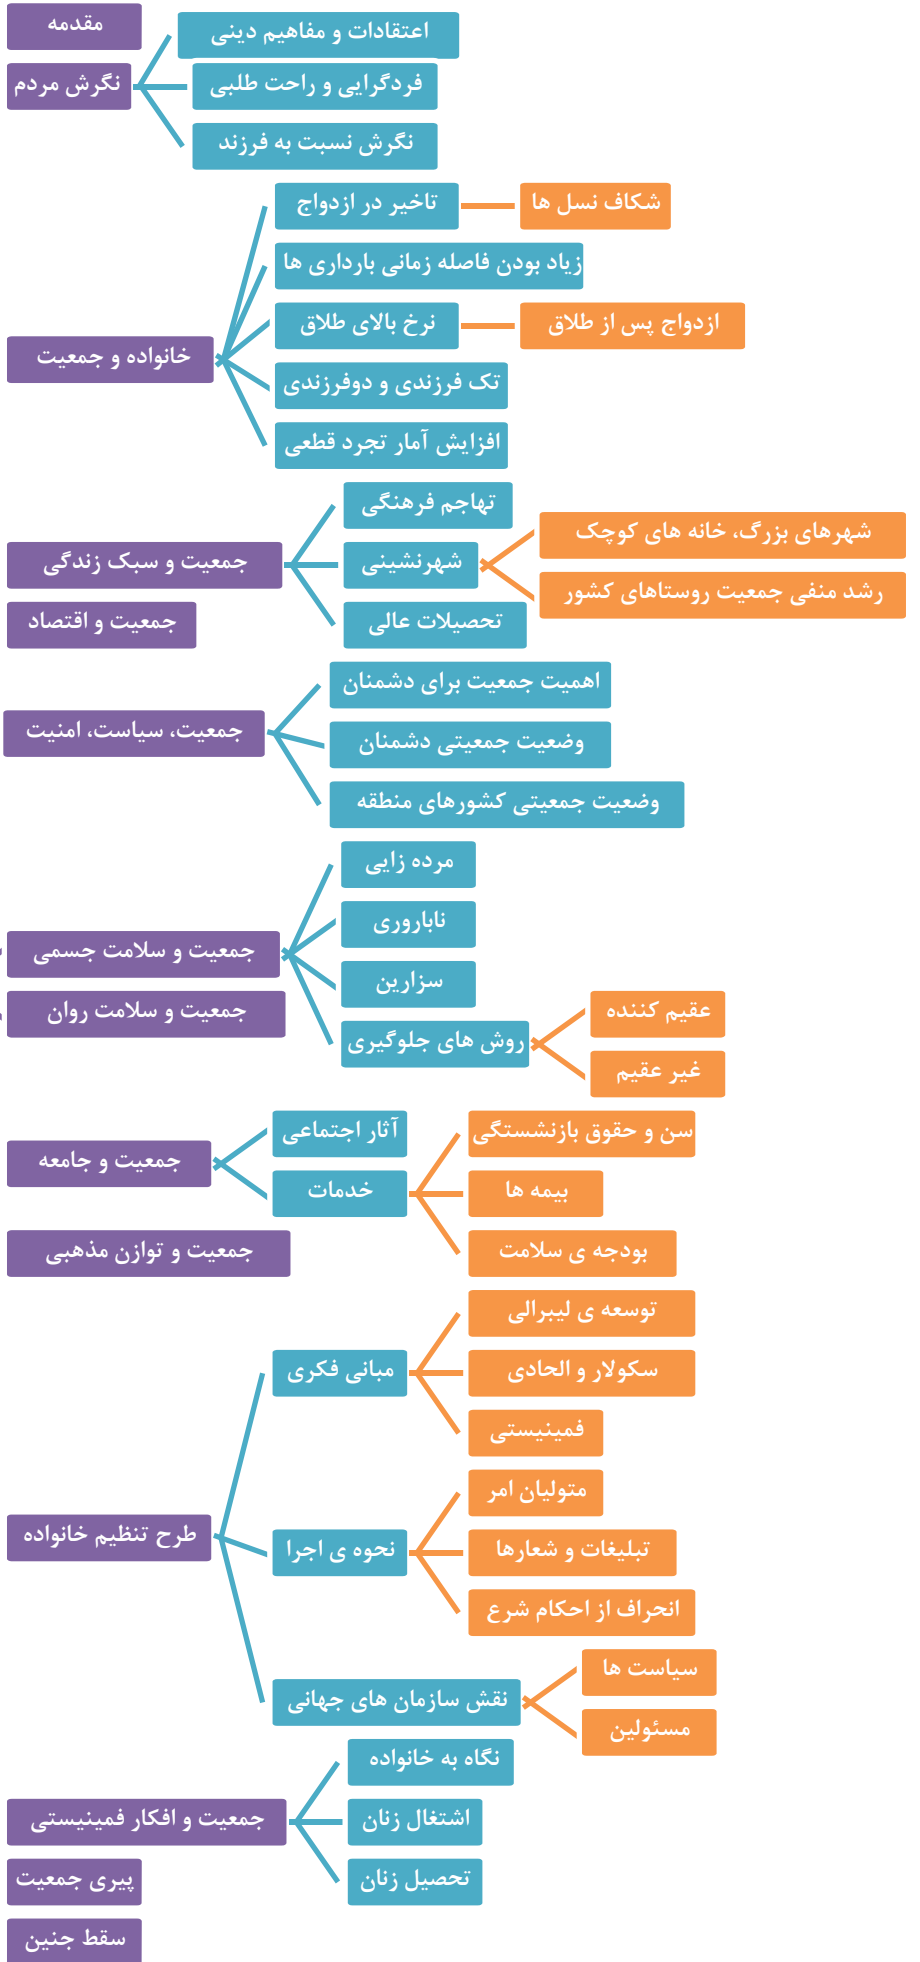 مقدمه
نگرش مردم
اعتقادات و مفاهیم دینی
فردگرایی و راحت طلبی
نگرش نسبت به فرزند
خانواده و جمعیت
تاخیر در ازدواج
شکاف نسل ها
زیاد بودن فاصله زمانی بارداری ها
نرخ بالای طلاق
ازدواج پس از طلاق
تک فرزندی و دوفرزندی
افزایش آمار تجرد قطعی
جمعیت و سبک زندگی
تهاجم فرهنگی
شهرنشینی
شهرهای بزرگ، خانه های کوچک
رشد منفی جمعیت روستاهای کشور
تحصیلات عالی
جمعیت و اقتصاد
جمعیت، سیاست، امنیت
اهمیت جمعیت برای دشمنان
وضعیت جمعیتی دشمنان
وضعیت جمعیتی کشورهای منطقه
جمعیت و سلامت جسمی
مرده زایی
ناباروری
سزارین
روش های جلوگیری
عقیم کننده
غیر عقیم
جمعیت و سلامت روان
جمعیت و جامعه
آثار اجتماعی
خدمات
سن و حقوق بازنشستگی
بیمه ها
بودجه ی سلامت
جمعیت و توازن مذهبی
طرح تنظیم خانواده
مبانی فکری
توسعه ی لیبرالی
سکولار و الحادی
فمینیستی
نحوه ی اجرا
متولیان امر
تبلیغات و شعارها
انحراف از احکام شرع
نقش سازمان های جهانی
سیاست ها
مسئولین
جمعیت و افکار فمینیستی
نگاه به خانواده
اشتغال زنان
تحصیل زنان
پیری جمعیت
سقط جنین